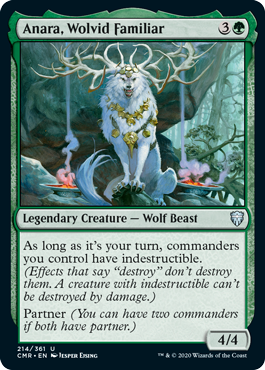 Anara, Wolvid Familiar 3
Legendary Creature — Wolf Beast
As long as it's your turn, commanders
you control have indestructible.
(Effects that say "destroy" don't destroy
them. A creature with indestructible can't
be destroyed by damage.)
Partner (You can have two commanders
if both have partner.)
4/4
214/361 U
CMR • EN Jesper Ejsing ™ & © 2020 Wizards of the Coast